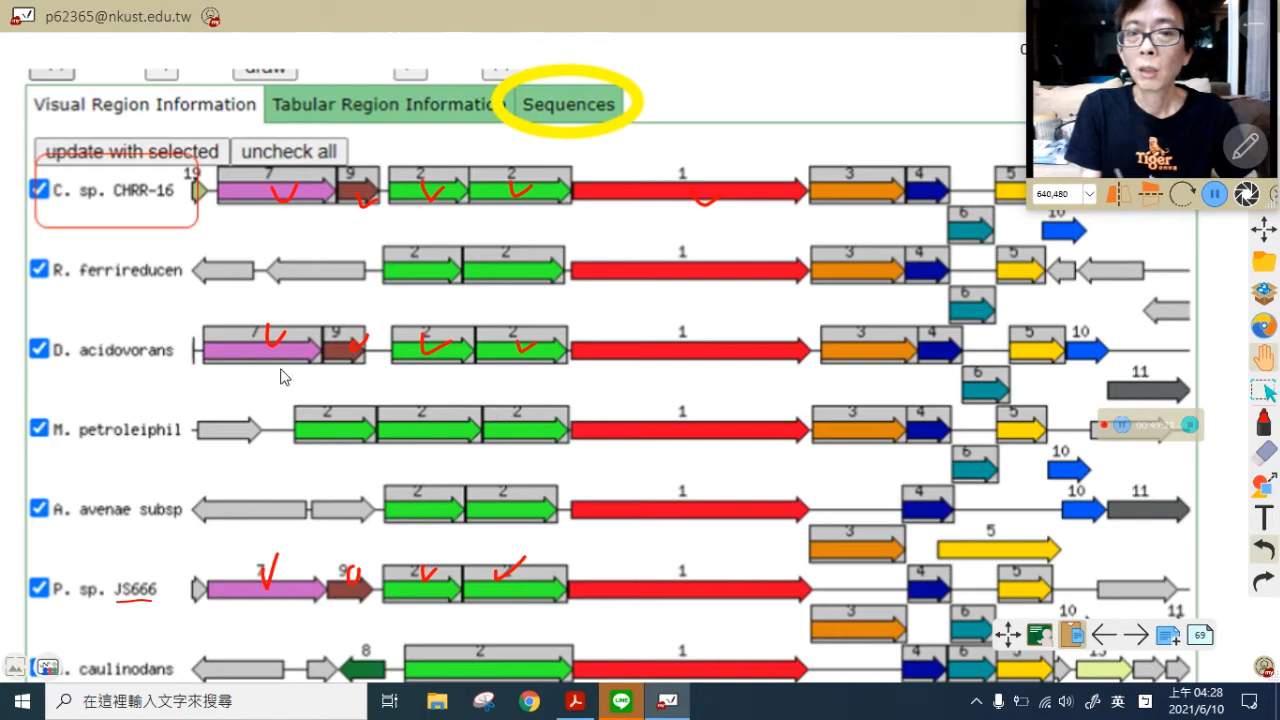 p62365@nkust.edu.tw
draw
Visual Region Information
Tabular Region Information
Sequences
update with selected
uncheck all
C. sp. CHRR-16
19 7 9 2 2 1 3 4 5
6 10
R. ferrireducen
2 2 1 3 4 5
6
D. acidovorans
7 9 2 2 1 3 4 5 10
6 11
M. petroleiphil
2 2 2 1 3 4 5
6 10
A. avenae subsp
2 2 1 4 10 11
3 5
P. sp. JS666
7 9 2 1 4 5
3 6 10 11
caulinodans
8 2 1 4 6 5 13
Tiger
640,480
69
在這裡輸入文字來搜尋
英
上午 04:28
2021/6/10